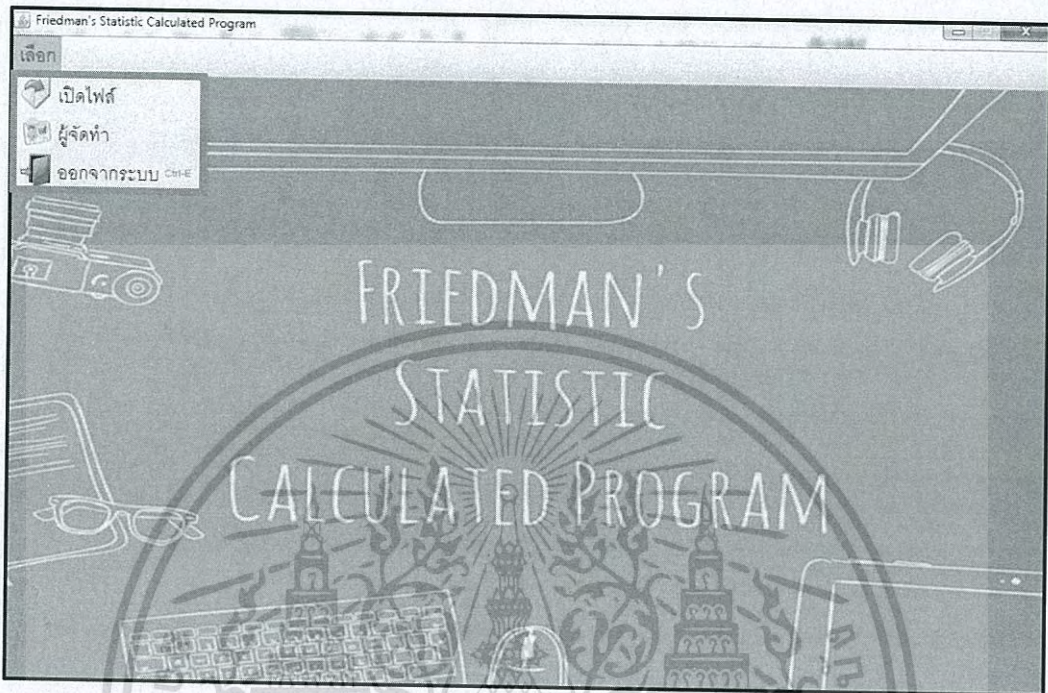 Friedman's Statistic Calculated Program
เลือก
เปิดไฟล์
ผู้จัดทำ
ออกจากระบบ Ctrl-E
FRIEDMAN'S
STATISTIC
CALCULATED PROGRAM